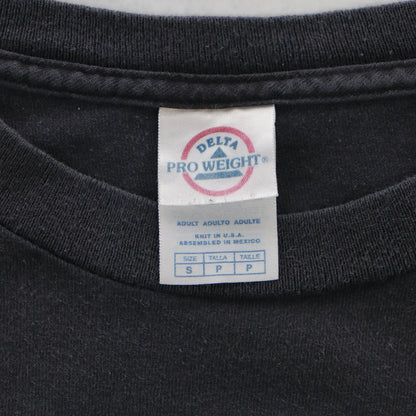 DELTA
PRO WEIGHT®
ADULT ADULTO ADULTE
KNIT IN U.S.A.
ASSEMBLED IN MEXICO
SIZE TALLA TAILLE
S P P